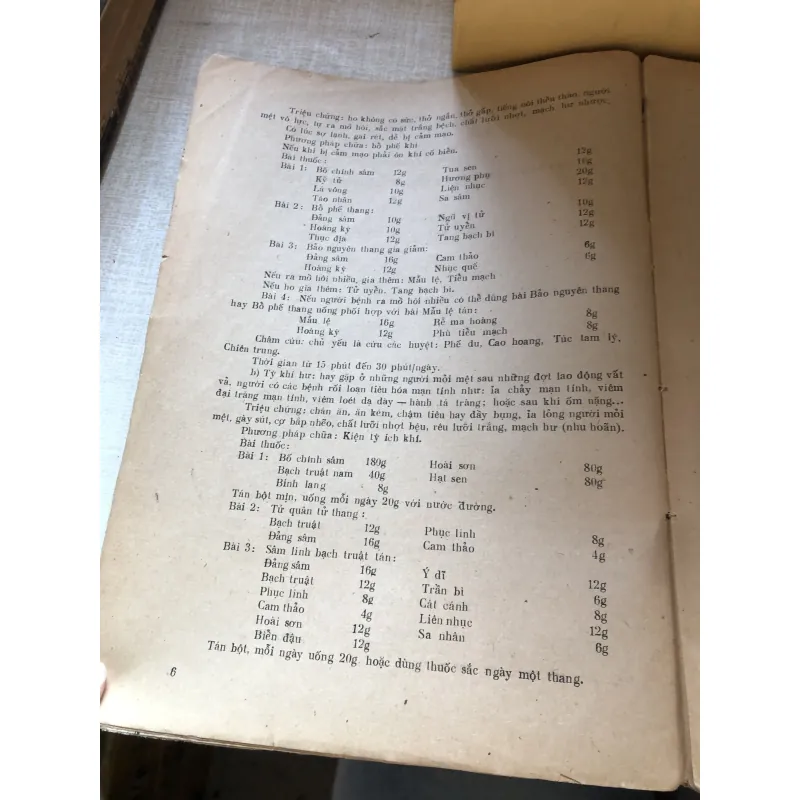 Triệu chứng: ho không có sức, thở ngắn, thở gấp, tiếng nói thều thào, người
mệt vô lực, tự ra mồ hôi, sắc mặt trắng bệch, chất lưỡi nhợt, mạch hư nhược.
Có lúc sợ lạnh, gai rét, dễ bị cảm mạo.
Phương pháp chữa: bổ phế khí
Nếu khi bị cảm mạo phải ăn khí cố biển.
Bài thuốc:
Bài 1: Bố chính sâm 12g Tua sen 12g
Kỷ tử 8g Hương phụ 16g
Lá vông 10g Liên nhục 20g
Táo nhân 12g Sa sâm 12g
Bài 2: Bổ phế thang:
Đẳng sâm 10g Ngũ vị tử 10g
Hoàng kỳ 10g Tử uyển 12g
Thục địa 12g Tang bạch bì 12g
Bài 3: Bảo nguyên thang gia giảm:
Đẳng sâm 16g Cam thảo 6g
Hoàng kỳ 12g Nhục quế 6g
Nếu ra mồ hôi nhiều, gia thêm: Mẫu lệ, Tiểu mạch
Nếu ho gia thêm: Tử uyển. Tang bạch bì.
Bài 4: Nếu người bệnh ra mồ hôi nhiều có thể dùng bài Bảo nguyên thang
hay Bổ phế thang uống phối hợp với bài Mẫu lệ tán:
Mẫu lệ 16g Rễ ma hoàng 8g
Hoàng kỳ 12g Phù tiểu mạch 8g
Châm cứu: chủ yếu là cứu các huyệt: Phế du, Cao hoang, Túc tam lý,
Chiên trung.
Thời gian từ 15 phút đến 30 phút/ngày.
b) Tỳ khí hư: hay gặp ở những người mỏi mệt sau những đợt lao động vất
vả, người có các bệnh rối loạn tiêu hóa mạn tính như: ỉa chảy mạn tính, viêm
đại tràng mạn tính, viêm loét dạ dày — hành tá tràng; hoặc sau khi ốm nặng...
Triệu chứng: chán ăn, ăn kém, chậm tiêu hay đầy bụng, ỉa lỏng người mỏi
mệt, gày sút, cơ bắp nhẽo, chất lưỡi nhợt bệu, rêu lưỡi trắng, mạch hư (nhu hoãn).
Phương pháp chữa: Kiện tỳ ích khí.
Bài thuốc:
Bài 1: Bố chính sâm 180g Hoài sơn 80g
Bạch truật nam 40g Hạt sen 80g
Binh lang 8g
Tán bột mịn, uống mỗi ngày 20g với nước đường.
Bài 2: Tứ quân tử thang:
Bạch truật 12g Phục linh 8g
Đẳng sâm 16g Cam thảo 4g
Bài 3: Sâm linh bạch truật tán:
Đẳng sâm 16g Ý dĩ 12g
Bạch truật 12g Trần bì 6g
Phục linh 8g Cát cánh 8g
Cam thảo 4g Liên nhục 12g
Hoài sơn 12g Sa nhân 6g
Biển đậu 12g
Tán bột, mỗi ngày uống 20g hoặc dùng thuốc sắc ngày một thang.
6